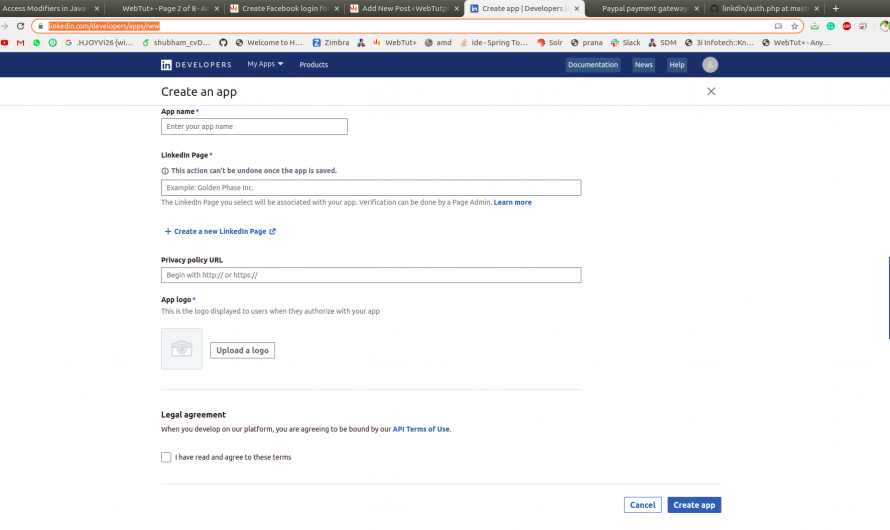 Access Modifiers in Java
WebTut+ - Page 2 of 8 - An
Create Facebook login fo
Add New Post ‹ WebTutpl
Create app | Developers |
Paypal payment gateway
linkdin/auth.php at mast
linkedin.com/developers/apps/new
.HJOYVi26 (wi...
shubham_cvD...
Welcome to H...
Zimbra
WebTut+
amd
ide - Spring To...
Solr
prana
Slack
SDM
3i Infotech::Kn...
WebTut+ - Any...
in DEVELOPERS
My Apps
Products
Documentation
News
Help
Create an app
App name*
Enter your app name
LinkedIn Page*
This action can't be undone once the app is saved.
Example: Golden Phase Inc.
The LinkedIn Page you select will be associated with your app. Verification can be done by a Page Admin. Learn more
+ Create a new LinkedIn Page
Privacy policy URL
Begin with http:// or https://
App logo*
This is the logo displayed to users when they authorize with your app
Upload a logo
Legal agreement
When you develop on our platform, you are agreeing to be bound by our API Terms of Use.
I have read and agree to these terms
Cancel
Create app